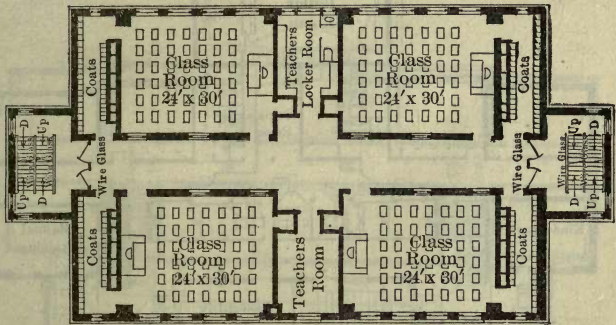 Coats
Class
Room
24'x 30'
Teachers
Locker Room
Class
Room
24'x 30'
Coats
Up
D
Up
D
Wire Glass
Wire Glass
Wire Glass
D
Up
D
Up
Coats
Class
Room
24'x 30'
Teachers
Room
Class
Room
24'x 30'
Coats